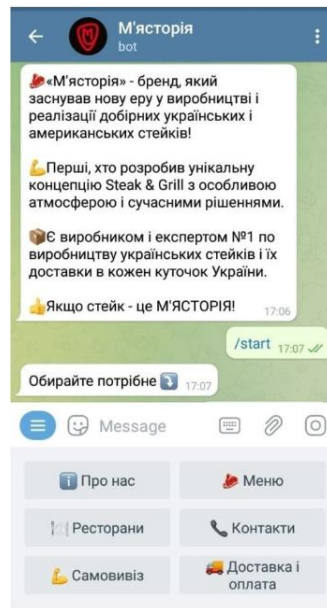 М'ясторія
bot
🥩«М'ясторія» - бренд, який
заснував нову еру у виробництві і
реалізації добірних українських і
американських стейків!
💪Перші, хто розробив унікальну
концепцію Steak & Grill з особливою
атмосферою і сучасними рішеннями.
📦Є виробником і експертом №1 по
виробництву українських стейків і їх
доставки в кожен куточок України.
👍Якщо стейк - це М'ЯСТОРІЯ!
17:06
/start 17:07
Обирайте потрібне ⤵️ 17:07
Message
ℹ️ Про нас
🥩 Меню
🍽️ Ресторани
📞 Контакти
💪 Самовивіз
🚚 Доставка і
оплата